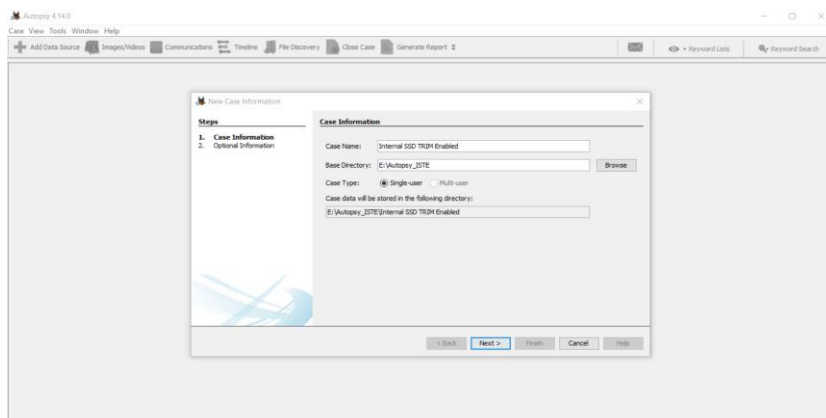 Autopsy 4.14.0
Case View Tools Window Help
Add Data Source Images/Videos Communications Timeline File Discovery Close Case Generate Report Keyword Lists Keyword Search
New Case Information
Steps
1. Case Information
2. Optional Information
Case Information
Case Name: Internal SSD TRIM Enabled
Base Directory: E:\Autopsy_ISTE Browse
Case Type: Single-user Multi-user
Case data will be stored in the following directory:
E:\Autopsy_ISTE\Internal SSD TRIM Enabled
< Back Next > Finish Cancel Help